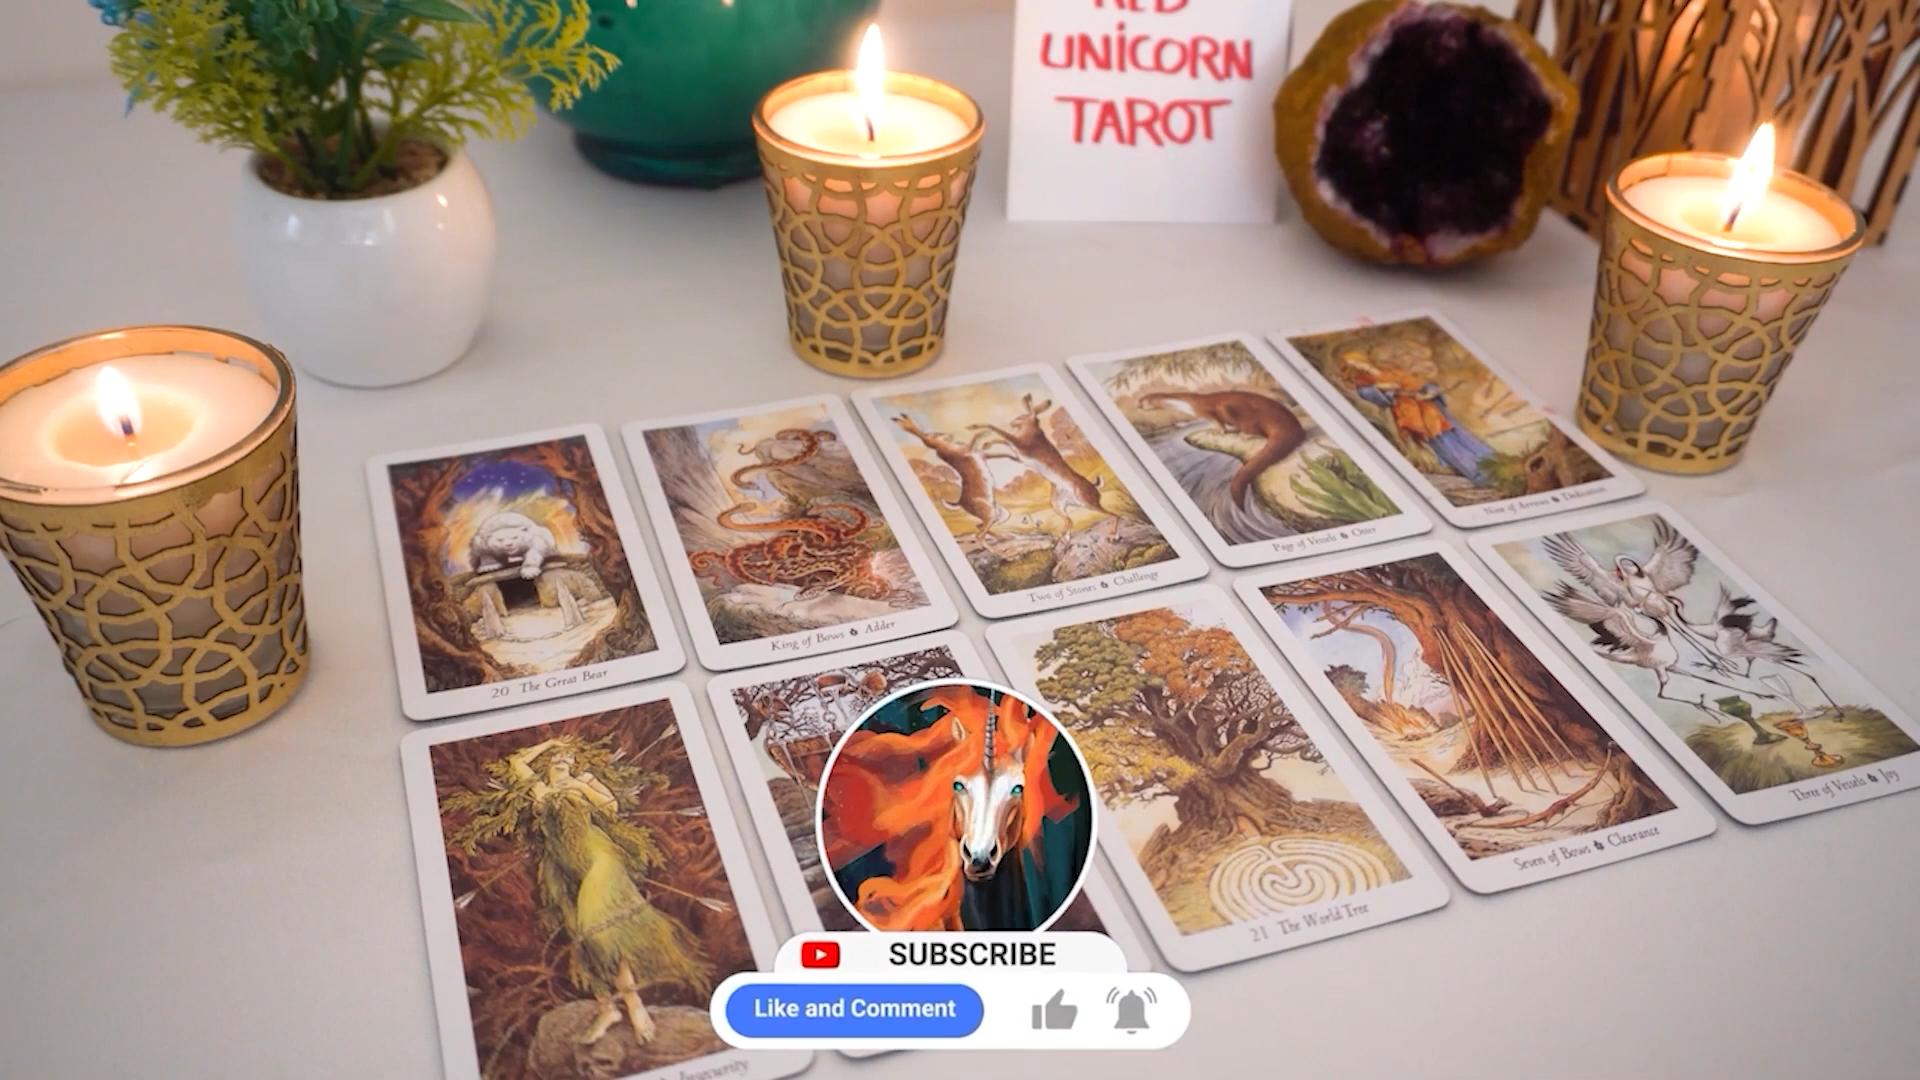 RED
UNICORN
TAROT
Nine of Arrows Dedication
Page of Vessels Otter
Two of Stones Challenge
King of Bows Adder
20 The Great Bear
Three of Vessels Joy
Seven of Bows Clearance
21 The World Tree
Insecurity
SUBSCRIBE
Like and Comment